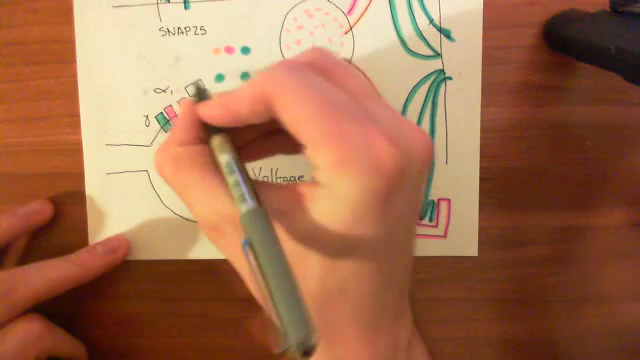 SNAP25
α₁
γ
Voltage